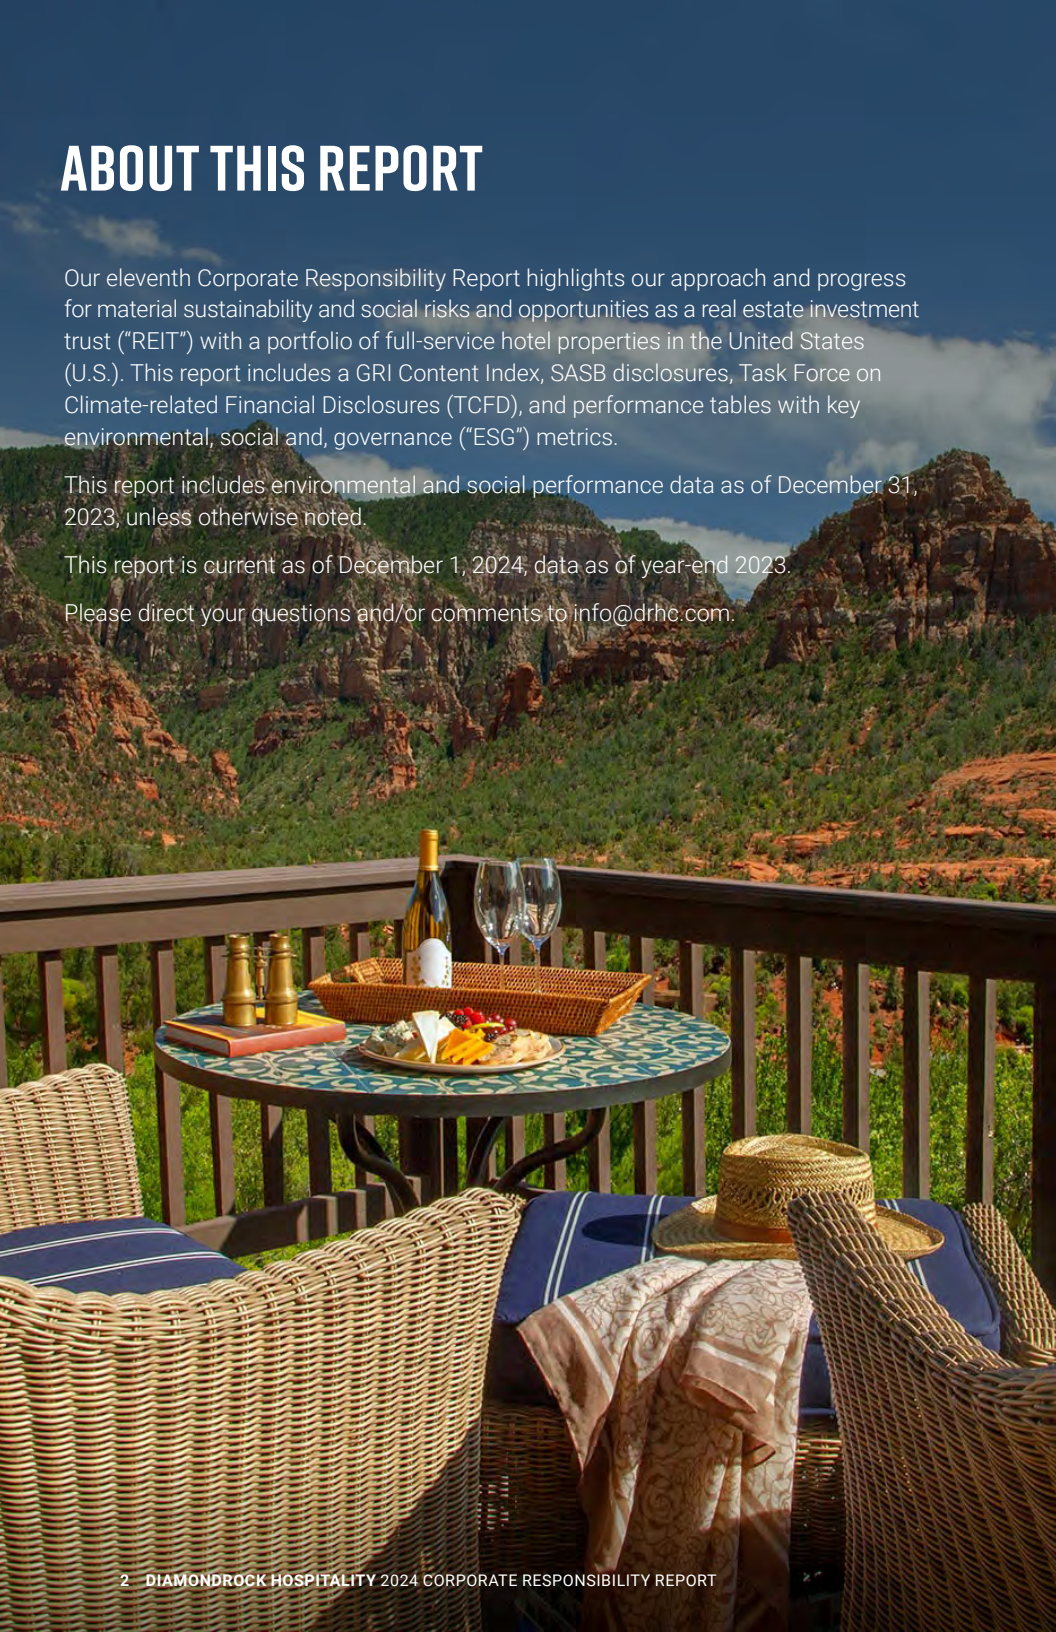 ABOUT THIS REPORT
Our eleventh Corporate Responsibility Report highlights our approach and progress
for material sustainability and social risks and opportunities as a real estate investment
trust (“REIT”) with a portfolio of full-service hotel properties in the United States
(U.S.). This report includes a GRI Content Index, SASB disclosures, Task Force on
Climate-related Financial Disclosures (TCFD), and performance tables with key
environmental, social and, governance (“ESG”) metrics.
This report includes environmental and social performance data as of December 31,
2023, unless otherwise noted.
This report is current as of December 1, 2024, data as of year-end 2023.
Please direct your questions and/or comments to info@drhc.com.
2 DIAMONDROCK HOSPITALITY 2024 CORPORATE RESPONSIBILITY REPORT